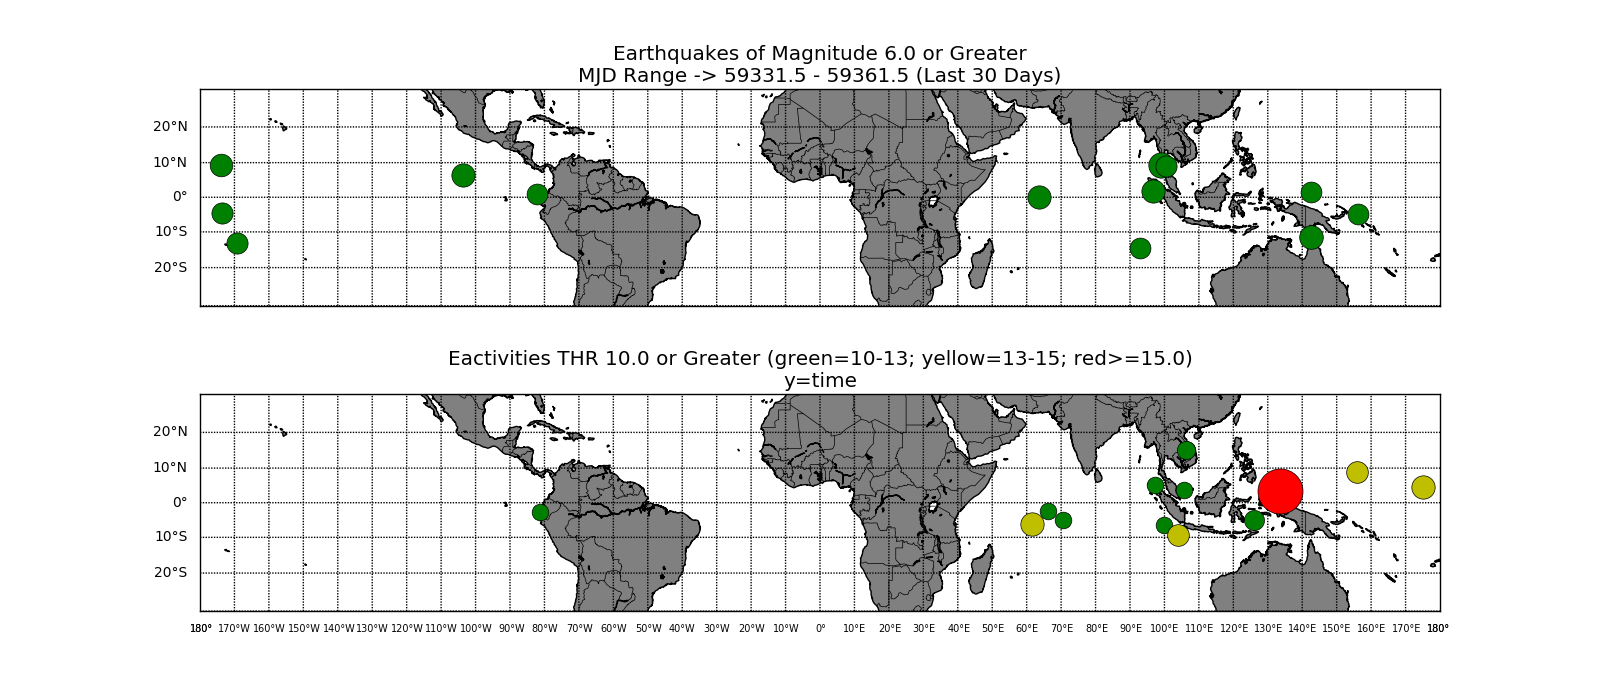 Earthquakes of Magnitude 6.0 or Greater
MJD Range -> 59331.5 - 59361.5 (Last 30 Days)
20°N
10°N
0°
10°S
20°S
Eactivities THR 10.0 or Greater (green=10-13; yellow=13-15; red>=15.0)
y=time
20°N
10°N
0°
10°S
20°S
180° 170°W 160°W 150°W 140°W 130°W 120°W 110°W 100°W 90°W 80°W 70°W 60°W 50°W 40°W 30°W 20°W 10°W 0° 10°E 20°E 30°E 40°E 50°E 60°E 70°E 80°E 90°E 100°E 110°E 120°E 130°E 140°E 150°E 160°E 170°E 180°